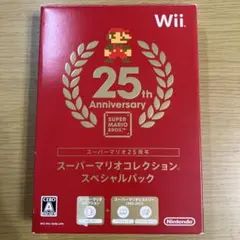 Wii
25th
Anniversary
SUPER
MARIO
BROS.
スーパーマリオ25周年
スーパーマリオコレクション
スペシャルパック
CERO
A
Nintendo